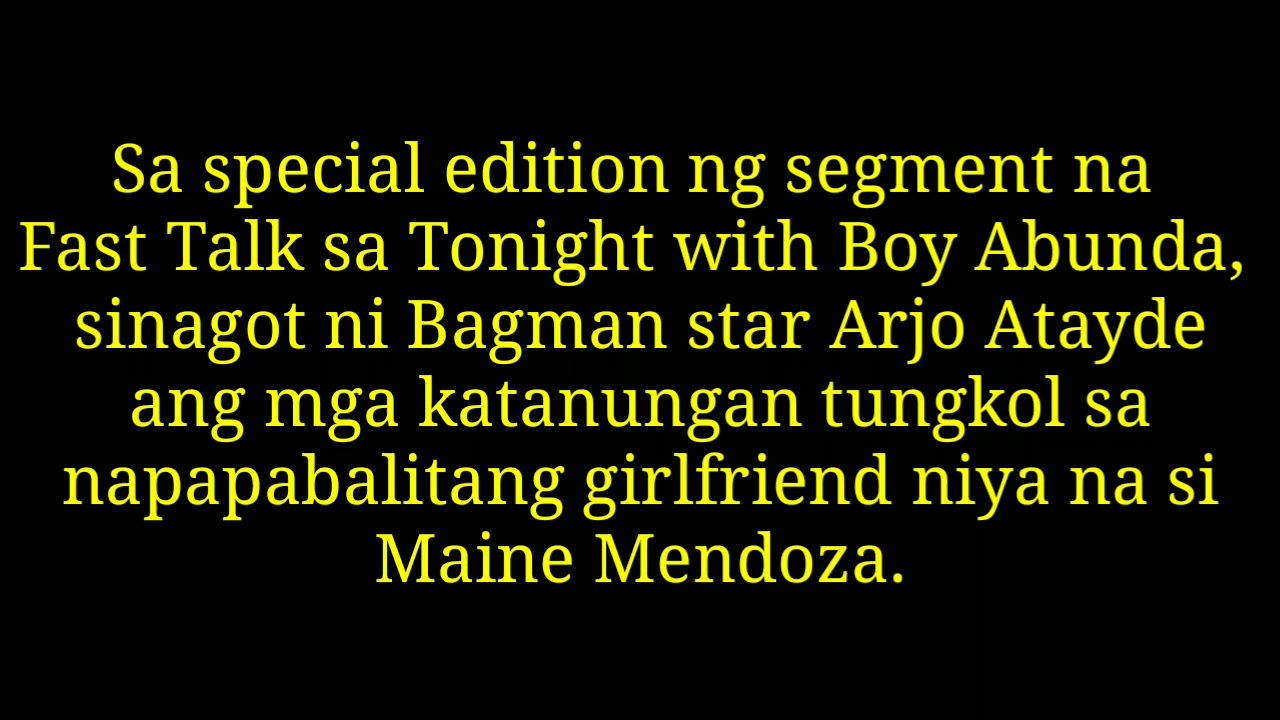 Sa special edition ng segment na
Fast Talk sa Tonight with Boy Abunda,
sinagot ni Bagman star Arjo Atayde
ang mga katanungan tungkol sa
napapabalitang girlfriend niya na si
Maine Mendoza.